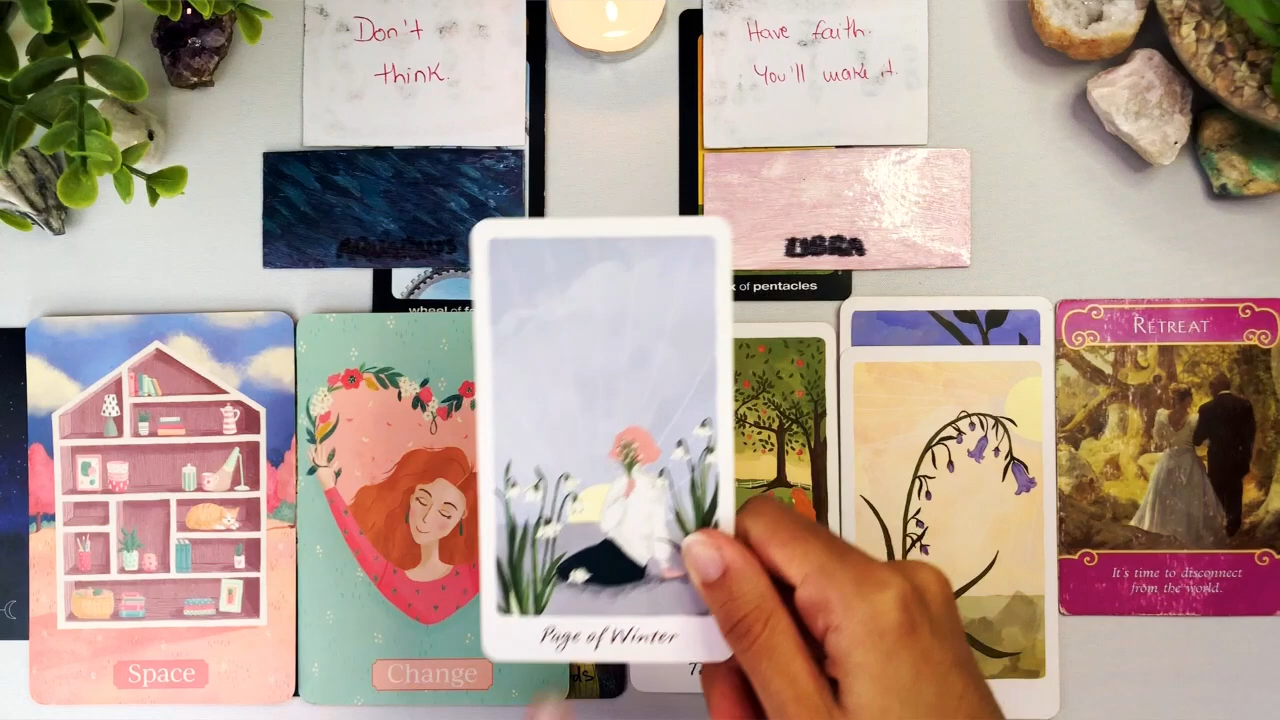 Don't
think.
Have faith.
You'll make it.
LIBRA
wheel of
of pentacles
RETREAT
It's time to disconnect
from the world.
Space
Change
Page of Winter